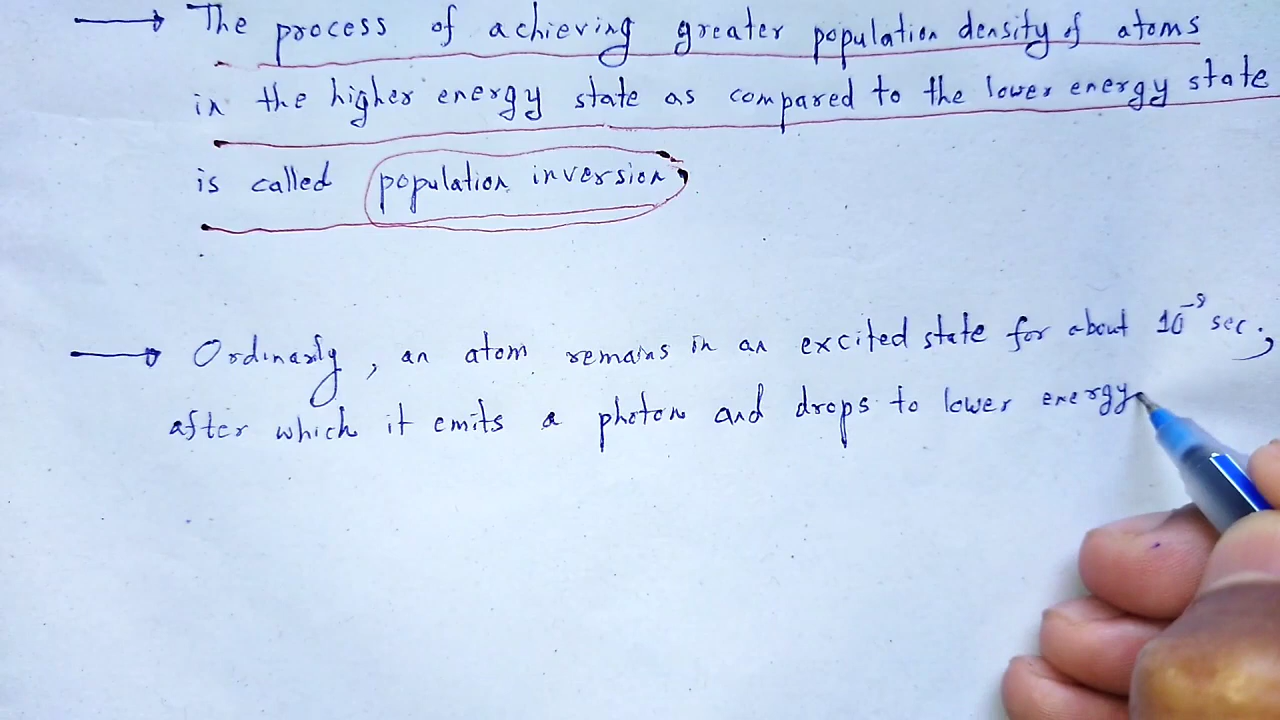 The process of achieving greater population density of atoms
in the higher energy state as compared to the lower energy state
is called population inversion
Ordinarily, an atom remains in an excited state for about 10⁻⁹ sec;
after which it emits a photon and drops to lower energy